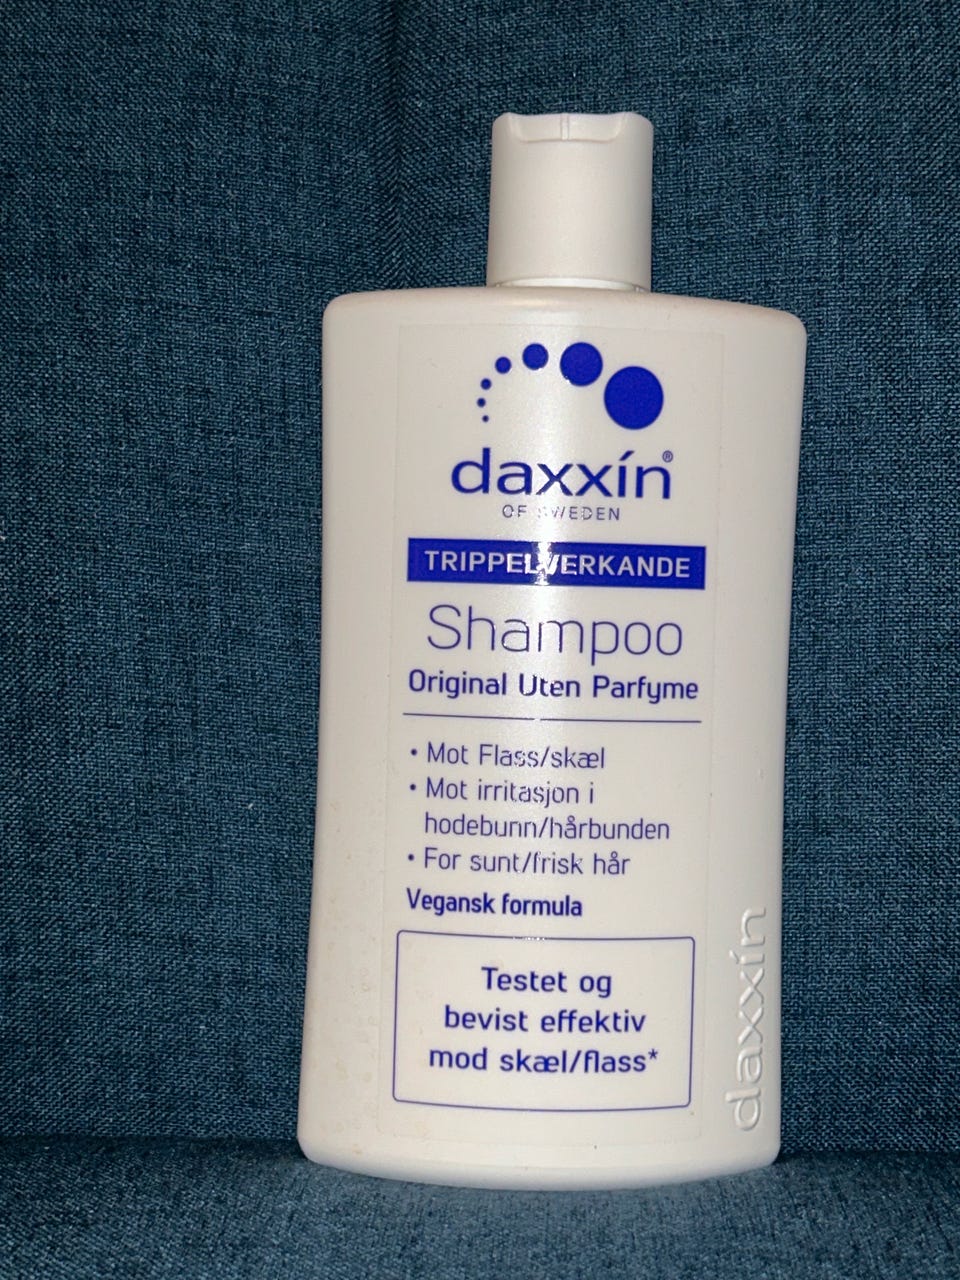 daxxín®
OF SWEDEN
TRIPPELVERKANDE
Shampoo
Original Uten Parfyme
• Mot Flass/skæl
• Mot irritasjon i
hodebunn/hårbunden
• For sunt/frisk hår
Vegansk formula
Testet og
bevist effektiv
mod skæl/flass*
daxxín